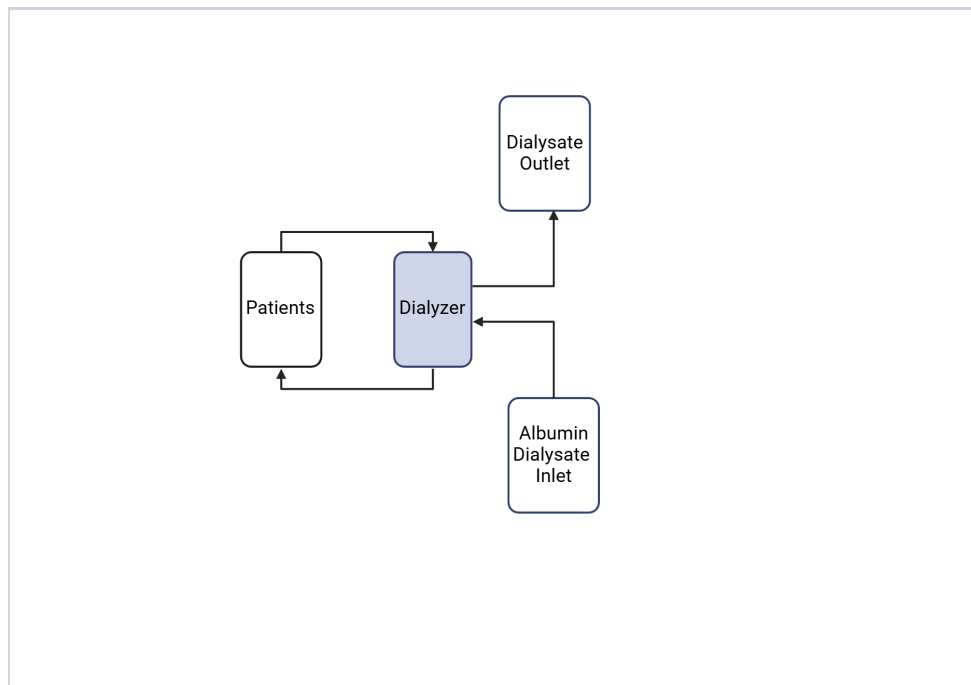 Dialysate
Outlet
Patients
Dialyzer
Albumin
Dialysate
Inlet